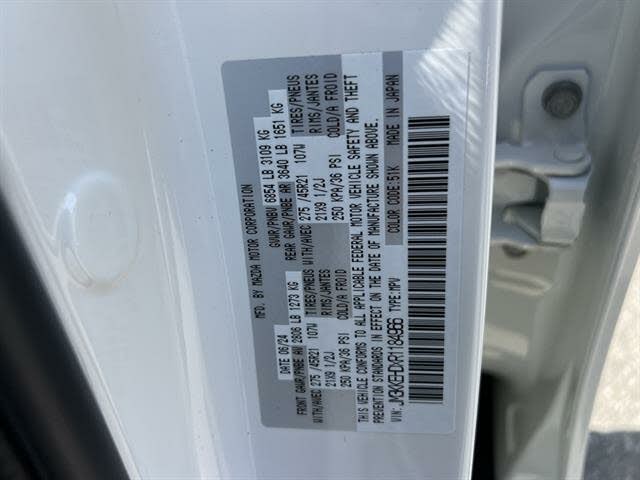 MFD. BY MAZDA MOTOR CORPORATION
DATE 06/24 GVWR/PNBV 6854 LB 3109 KG
FRONT GAWR/PNBE AV 2806 LB 1273 KG REAR GAWR/PNBE AR 3640 LB 1651 KG
WITH/AVEC 275 /45R21 107W TIRES/PNEUS WITH/AVEC 275 /45R21 107W TIRES/PNEUS
21X9 1/2J RIMS/JANTES 21X9 1/2J RIMS/JANTES
250 KPA/36 PSI COLD/A FROID 250 KPA/36 PSI COLD/A FROID
THIS VEHICLE CONFORMS TO ALL APPLICABLE FEDERAL MOTOR VEHICLE SAFETY AND THEFT
PREVENTION STANDARDS IN EFFECT ON THE DATE OF MANUFACTURE SHOWN ABOVE.
VIN: JM3KKEHDXR1184966 TYPE:MPV COLOR CODE:51K MADE IN JAPAN